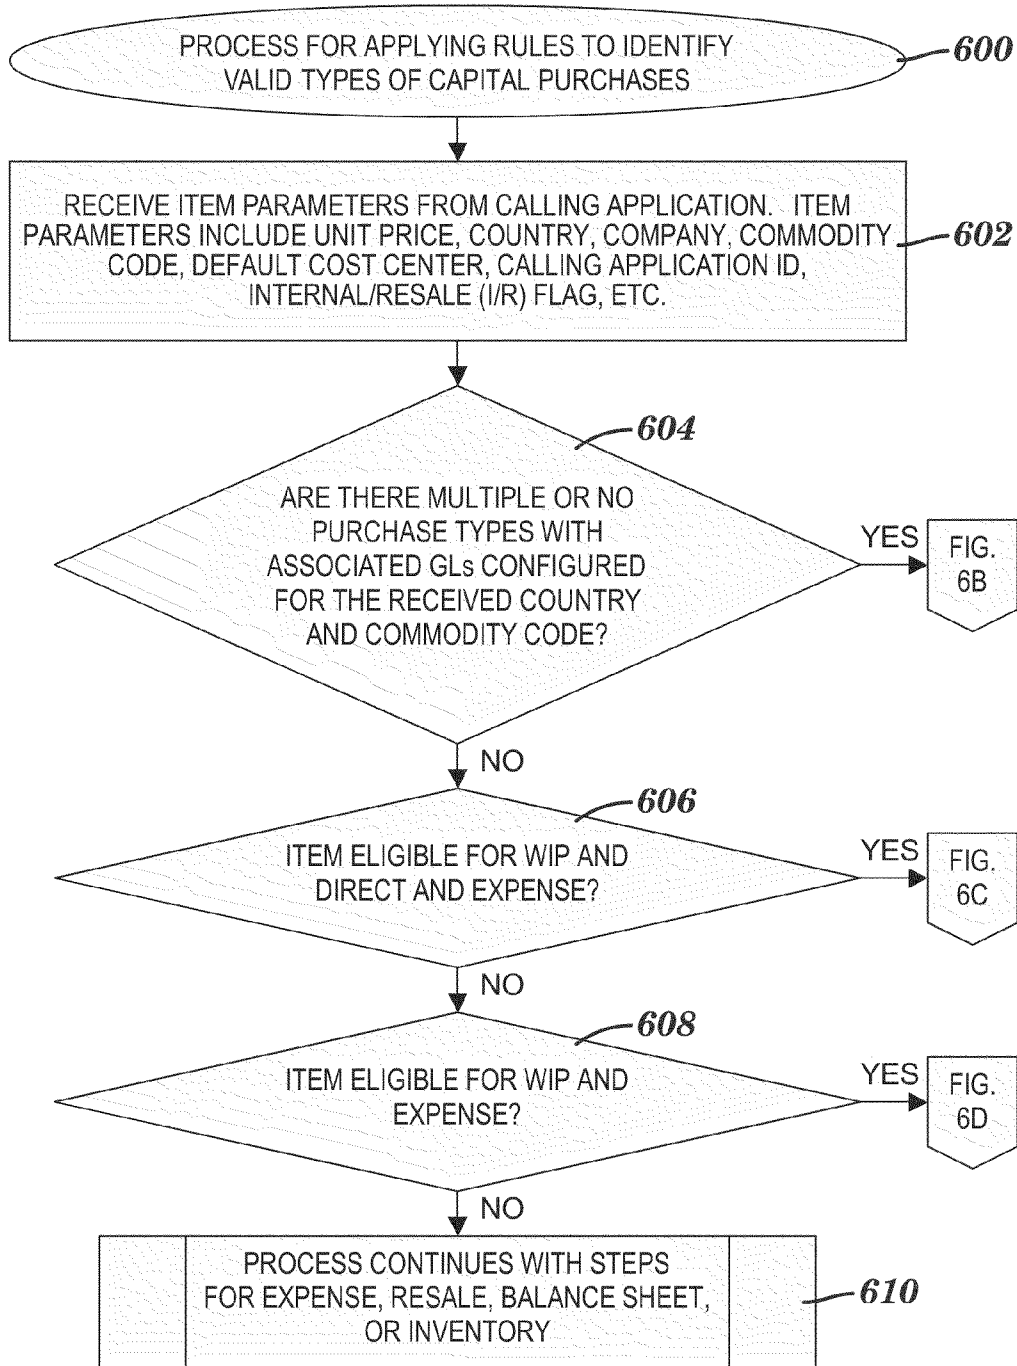 PROCESS FOR APPLYING RULES TO IDENTIFY
VALID TYPES OF CAPITAL PURCHASES
600
RECEIVE ITEM PARAMETERS FROM CALLING APPLICATION. ITEM
PARAMETERS INCLUDE UNIT PRICE, COUNTRY, COMPANY, COMMODITY
CODE, DEFAULT COST CENTER, CALLING APPLICATION ID,
INTERNAL/RESALE (I/R) FLAG, ETC.
602
604
ARE THERE MULTIPLE OR NO
PURCHASE TYPES WITH
ASSOCIATED GLs CONFIGURED
FOR THE RECEIVED COUNTRY
AND COMMODITY CODE?
YES
FIG.
6B
NO
606
ITEM ELIGIBLE FOR WIP AND
DIRECT AND EXPENSE?
YES
FIG.
6C
NO
608
ITEM ELIGIBLE FOR WIP AND
EXPENSE?
YES
FIG.
6D
NO
PROCESS CONTINUES WITH STEPS
FOR EXPENSE, RESALE, BALANCE SHEET,
OR INVENTORY
610